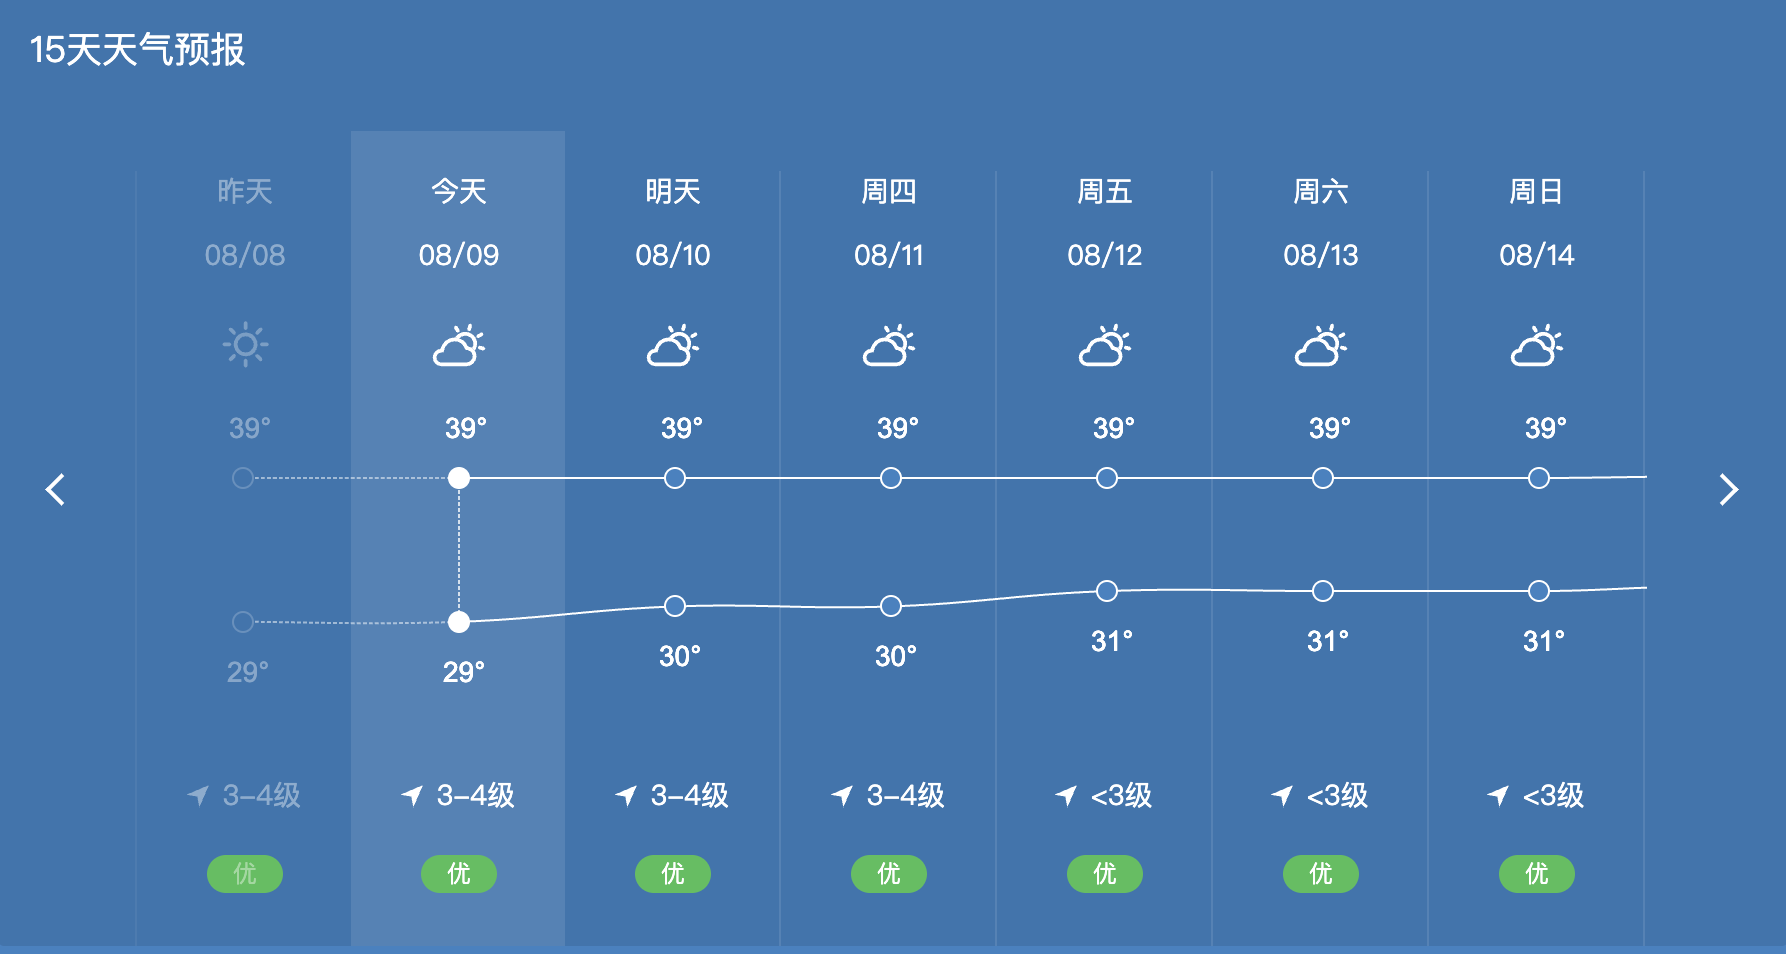 15天天气预报
昨天 今天 明天 周四 周五 周六 周日
08/08 08/09 08/10 08/11 08/12 08/13 08/14
39° 39° 39° 39° 39° 39° 39°
29° 29° 30° 30° 31° 31° 31°
3-4级 3-4级 3-4级 3-4级 <3级 <3级 <3级
优 优 优 优 优 优 优